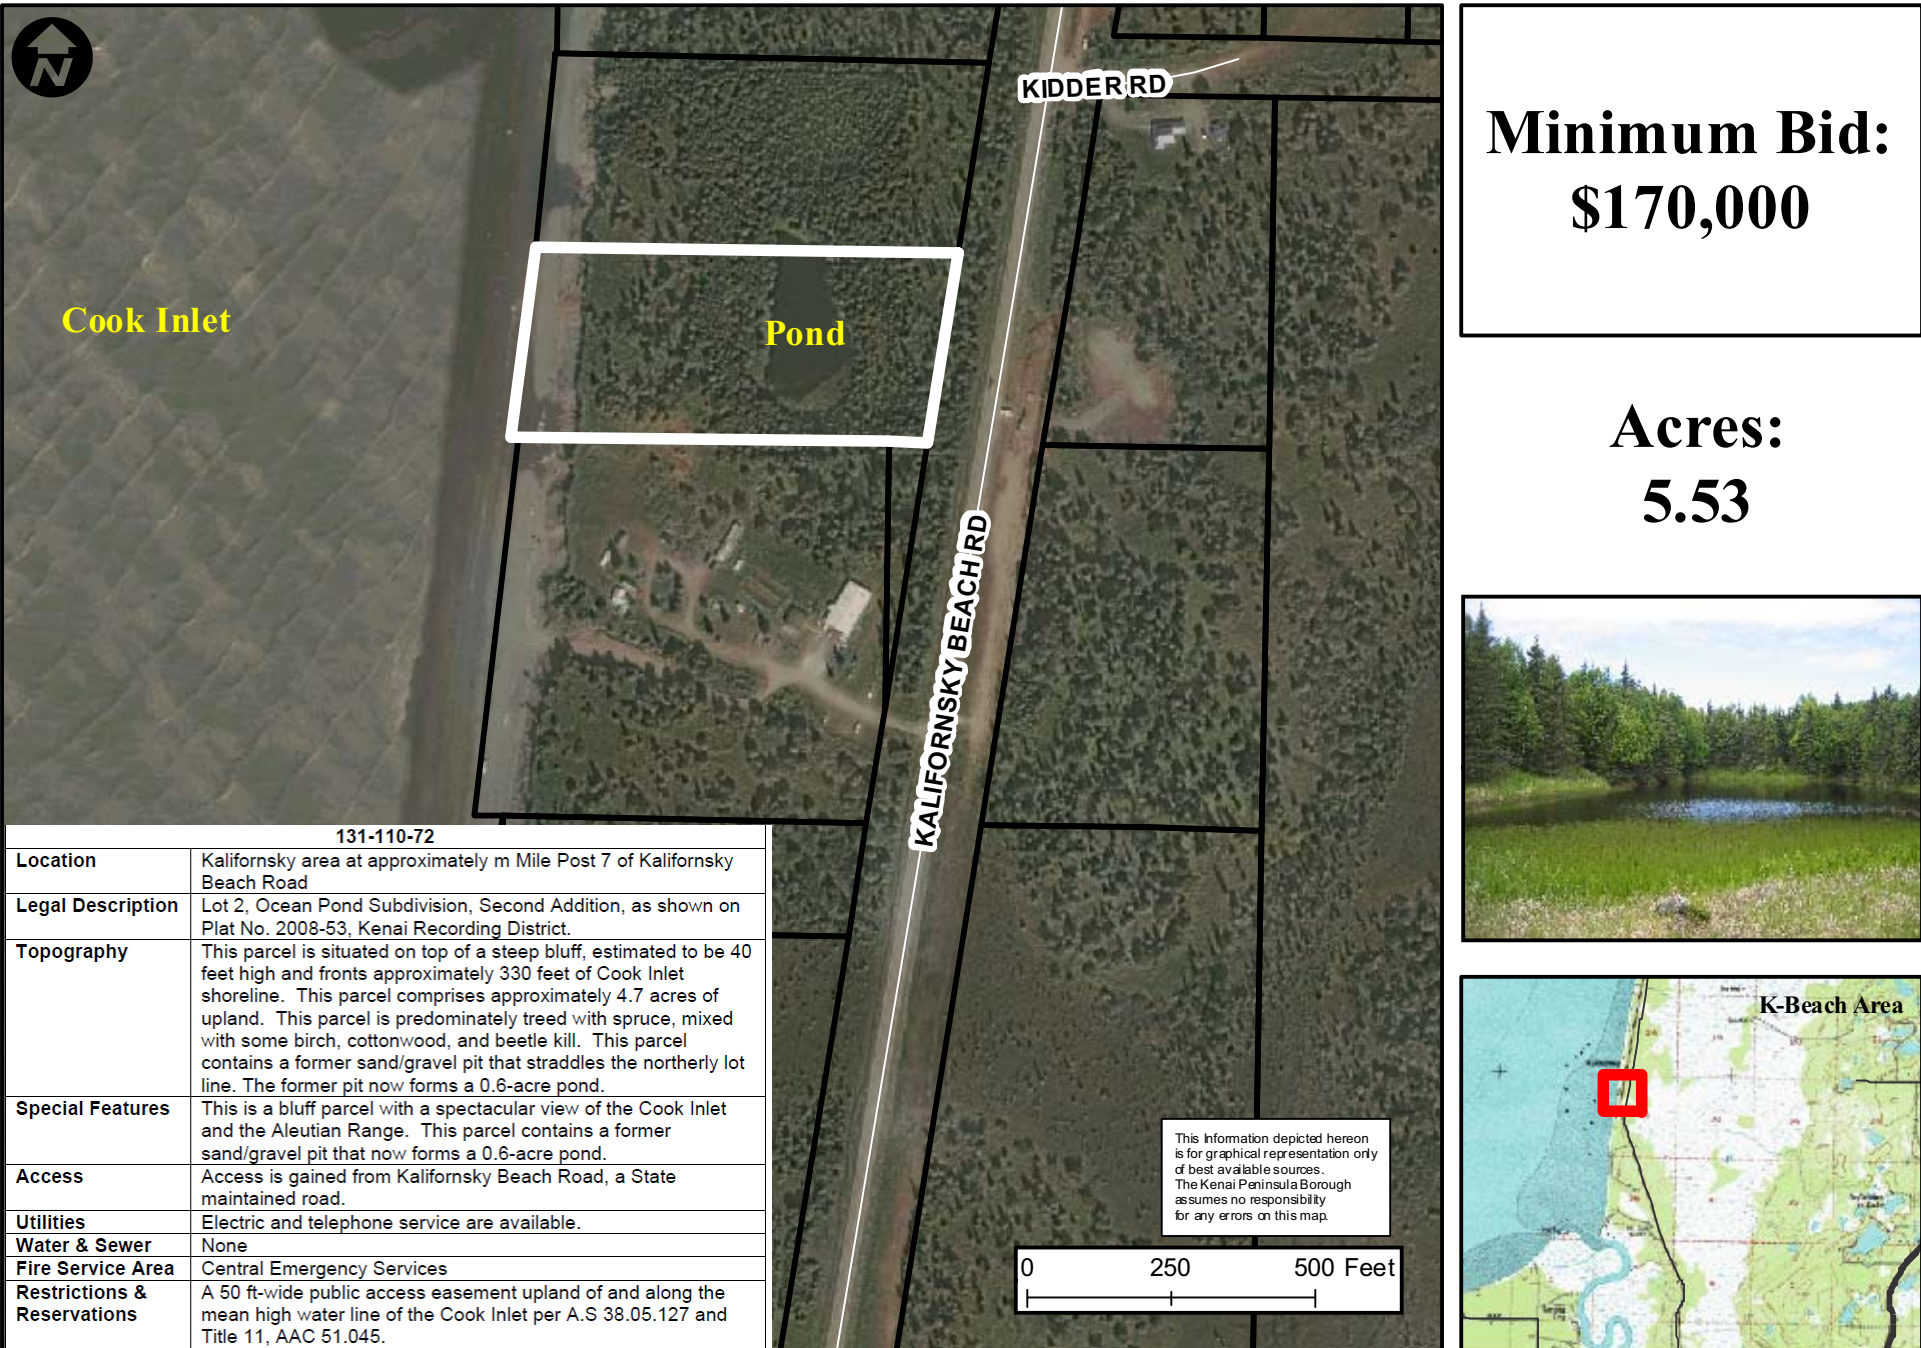 N
KIDDER RD
Cook Inlet
Pond
KALIFORNSKY BEACH RD
Minimum Bid:
$170,000
Acres:
5.53
131-110-72
Location
Kalifornsky area at approximately m Mile Post 7 of Kalifornsky
Beach Road
Legal Description
Lot 2, Ocean Pond Subdivision, Second Addition, as shown on
Plat No. 2008-53, Kenai Recording District.
Topography
This parcel is situated on top of a steep bluff, estimated to be 40
feet high and fronts approximately 330 feet of Cook Inlet
shoreline.  This parcel comprises approximately 4.7 acres of
upland.  This parcel is predominately treed with spruce, mixed
with some birch, cottonwood, and beetle kill.  This parcel
contains a former sand/gravel pit that straddles the northerly lot
line. The former pit now forms a 0.6-acre pond.
Special Features
This is a bluff parcel with a spectacular view of the Cook Inlet
and the Aleutian Range.  This parcel contains a former
sand/gravel pit that now forms a 0.6-acre pond.
Access
Access is gained from Kalifornsky Beach Road, a State
maintained road.
Utilities
Electric and telephone service are available.
Water & Sewer
None
Fire Service Area
Central Emergency Services
Restrictions &
Reservations
A 50 ft-wide public access easement upland of and along the
mean high water line of the Cook Inlet per A.S 38.05.127 and
Title 11, AAC 51.045.
This Information depicted hereon
is for graphical representation only
of best available sources.
The Kenai Peninsula Borough
assumes no responsibility
for any errors on this map.
0 250 500 Feet
K-Beach Area